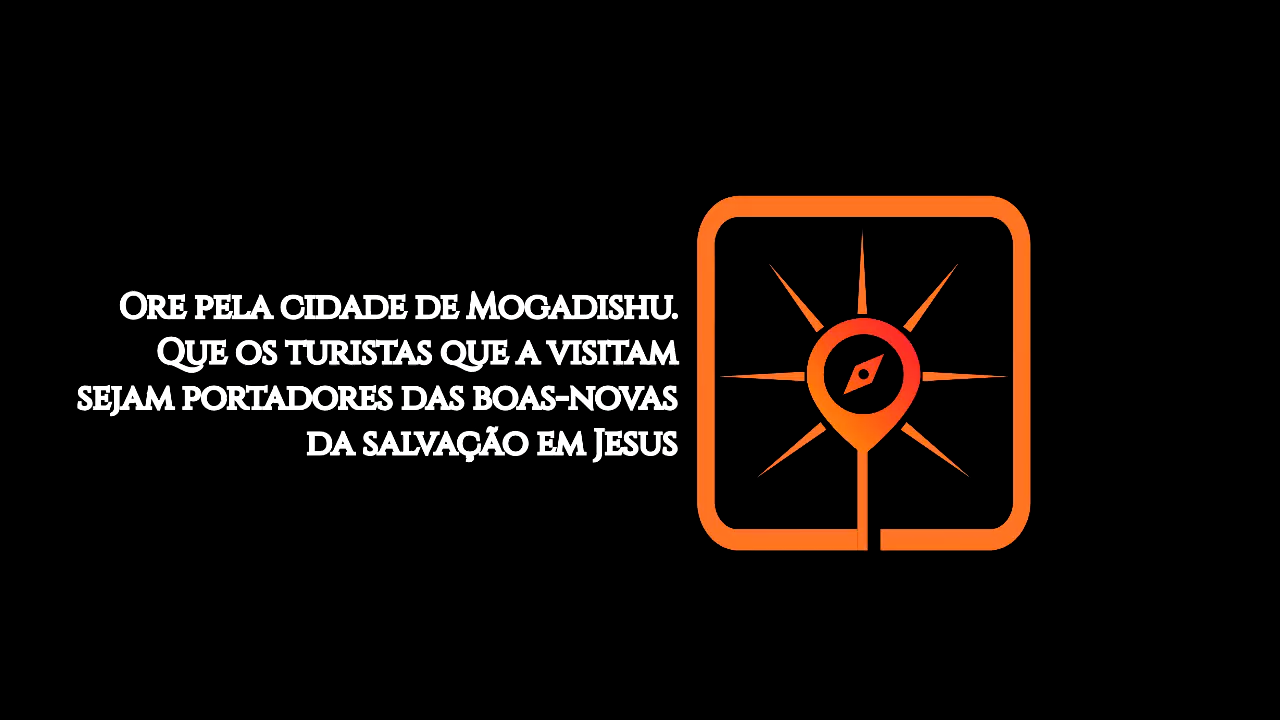 Ore pela cidade de Mogadishu.
Que os turistas que a visitam
sejam portadores das boas-novas
da salvação em Jesus